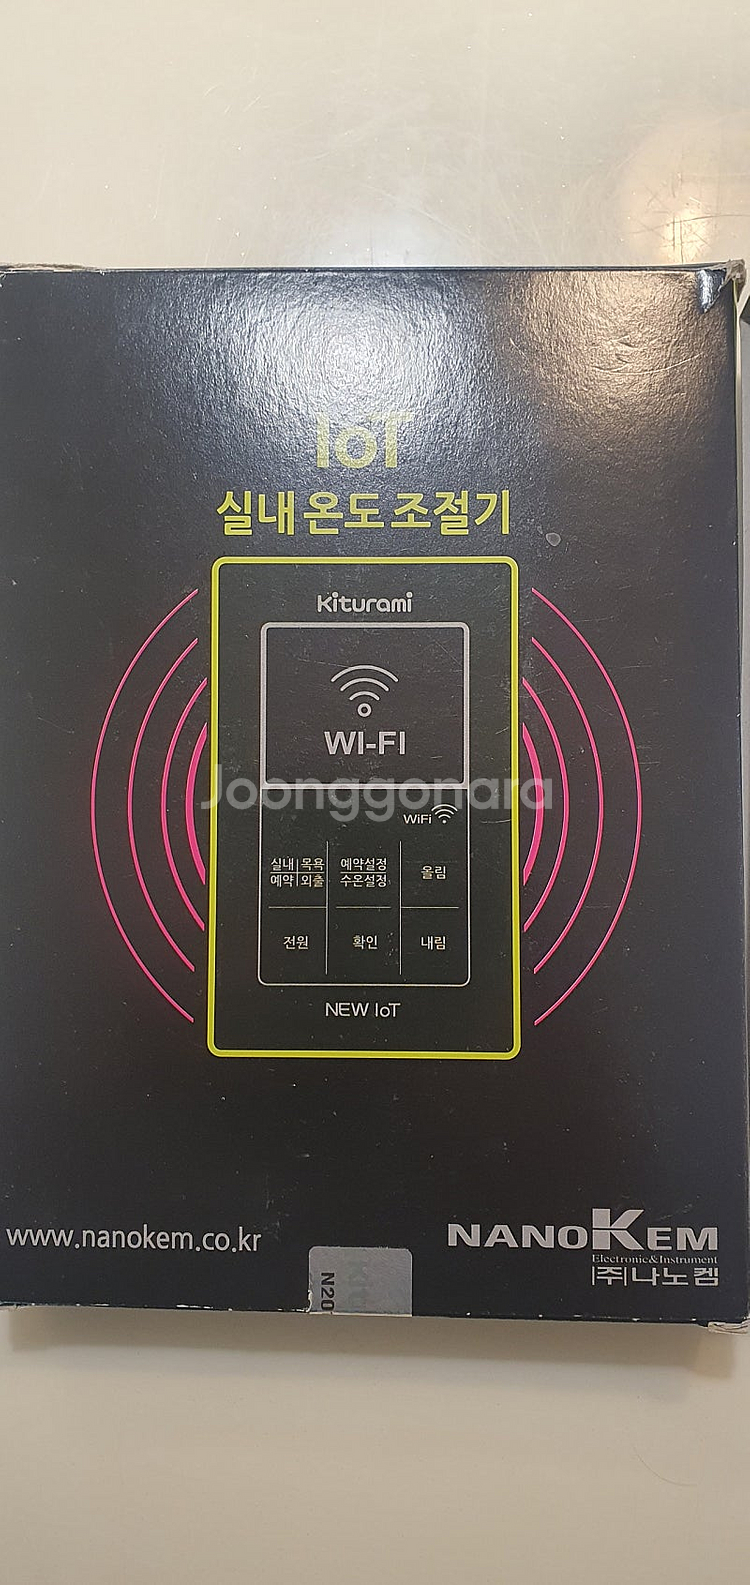 IoT
실내 온도 조절기
Kiturami
WI-FI
Joonggonara
WiFi
실내 목욕 예약설정 올림
예약 외출 수온설정
전원 확인 내림
NEW IoT
www.nanokem.co.kr
NANOKEM
Electronic&Instrument
(주)나노켐
N20